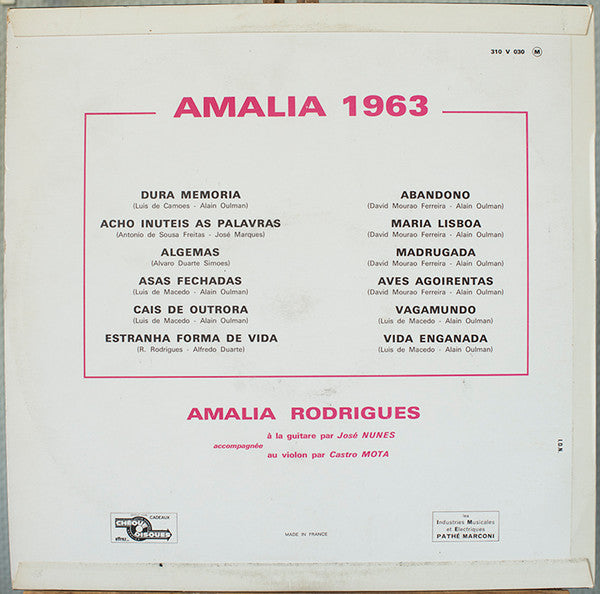 310 V 030 M
AMALIA 1963
DURA MEMORIA
(Luis de Camoes - Alain Oulman)
ACHO INUTEIS AS PALAVRAS
(Antonio de Sousa Freitas - José Marques)
ALGEMAS
(Alvaro Duarte Simoes)
ASAS FECHADAS
(Luis de Macedo - Alain Oulman)
CAIS DE OUTRORA
(Luis de Macedo - Alain Oulman)
ESTRANHA FORMA DE VIDA
(R. Rodrigues - Alfredo Duarte)
ABANDONO
(David Mourao Ferreira - Alain Oulman)
MARIA LISBOA
(David Mourao Ferreira - Alain Oulman)
MADRUGADA
(David Mourao Ferreira - Alain Oulman)
AVES AGOIRENTAS
(David Mourao Ferreira - Alain Oulman)
VAGAMUNDO
(Luis de Macedo - Alain Oulman)
VIDA ENGANADA
(Luis de Macedo - Alain Oulman)
AMALIA RODRIGUES
à la guitare par José NUNES
accompagnée
au violon par Castro MOTA
I.D.N.
CADEAUX
CHEQUE
DISQUES
offrez
MADE IN FRANCE
les
Industries Musicales
et Electriques
PATHÉ MARCONI